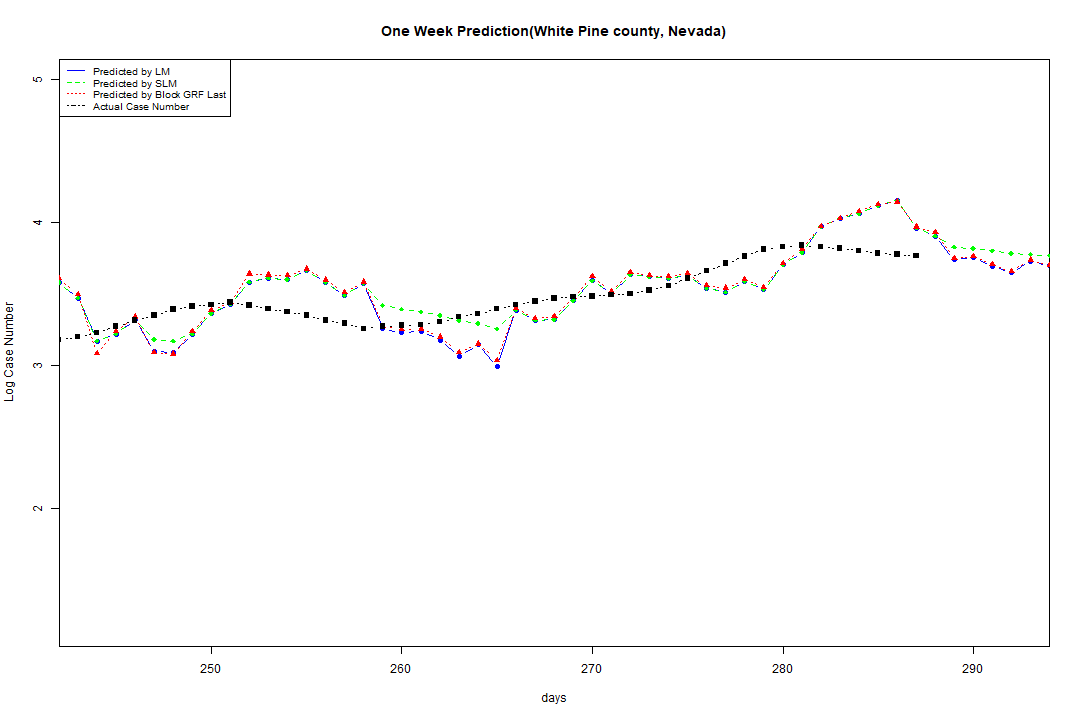 One Week Prediction(White Pine county, Nevada)
Predicted by LM
Predicted by SLM
Predicted by Block GRF Last
Actual Case Number
5
4
3
2
Log Case Number
250 260 270 280 290
days